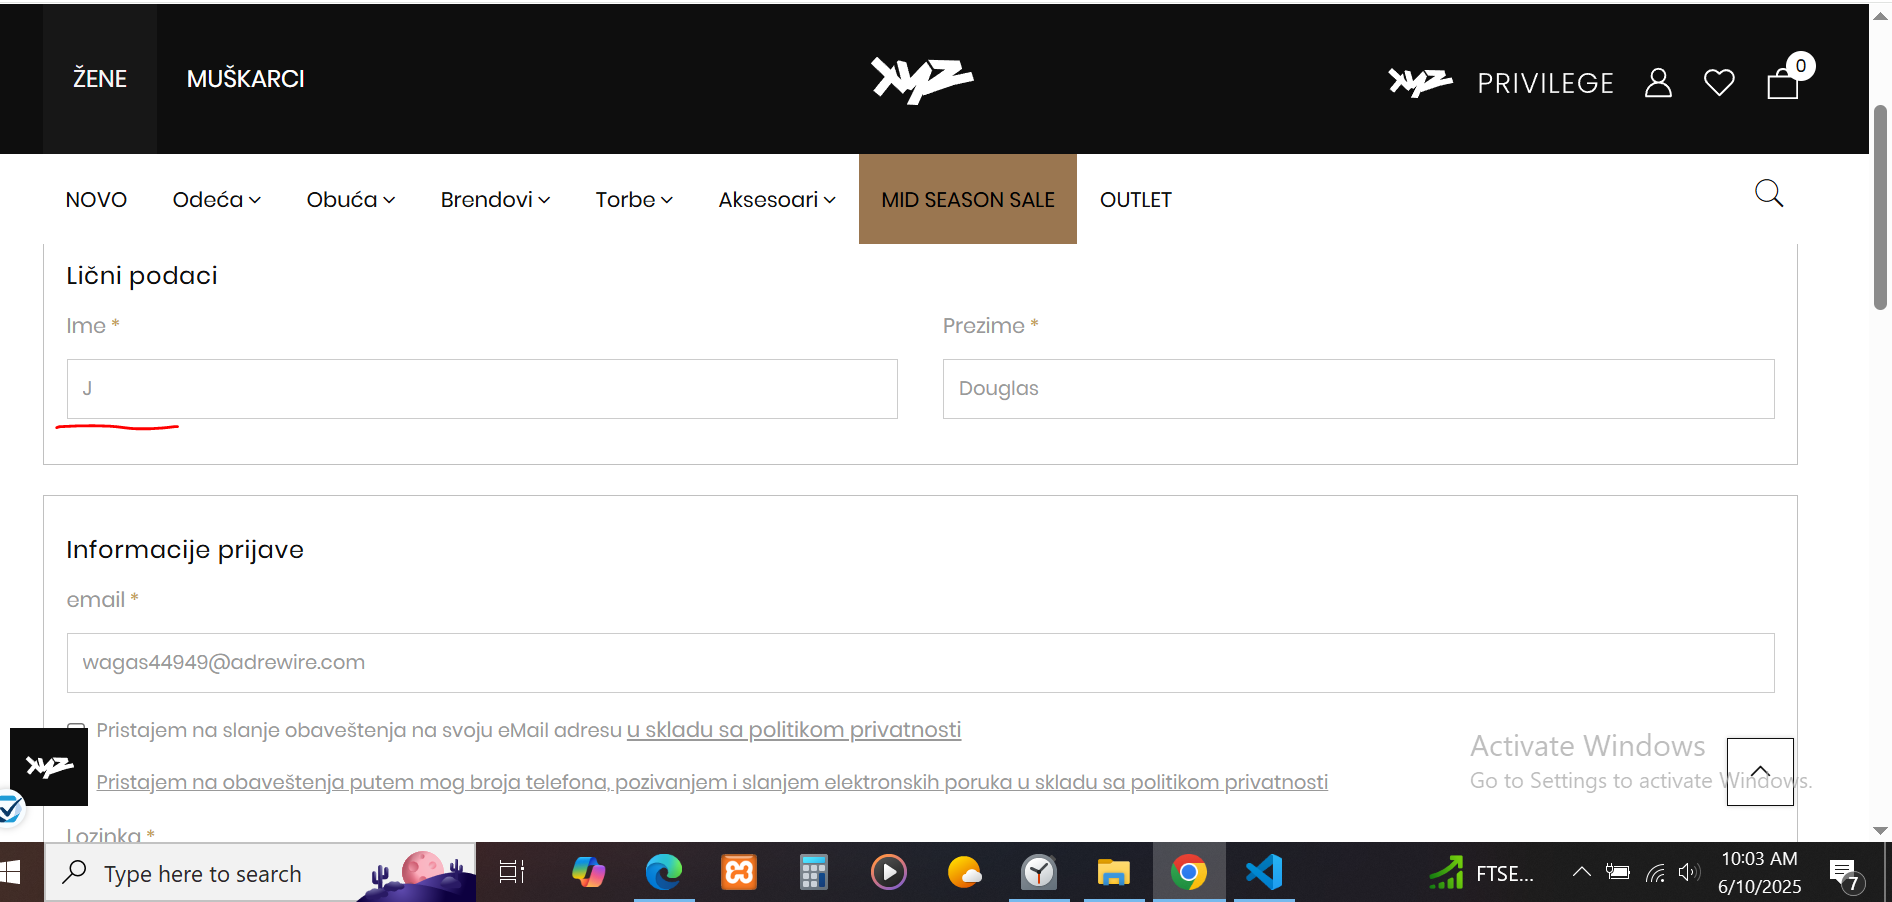 ŽENE MUŠKARCI xyz xyz PRIVILEGE 0
NOVO Odeća Obuća Brendovi Torbe Aksesoari MID SEASON SALE OUTLET
Lični podaci
Ime * Prezime *
J Douglas
Informacije prijave
email *
wagas44949@adrewire.com
Pristajem na slanje obaveštenja na svoju eMail adresu u skladu sa politikom privatnosti
Activate Windows
xyz
Go to Settings to activate Windows.
Pristajem na obaveštenja putem mog broja telefona, pozivanjem i slanjem elektronskih poruka u skladu sa politikom privatnosti
Lozinka *
Type here to search FTSE... 10:03 AM
6/10/2025 7